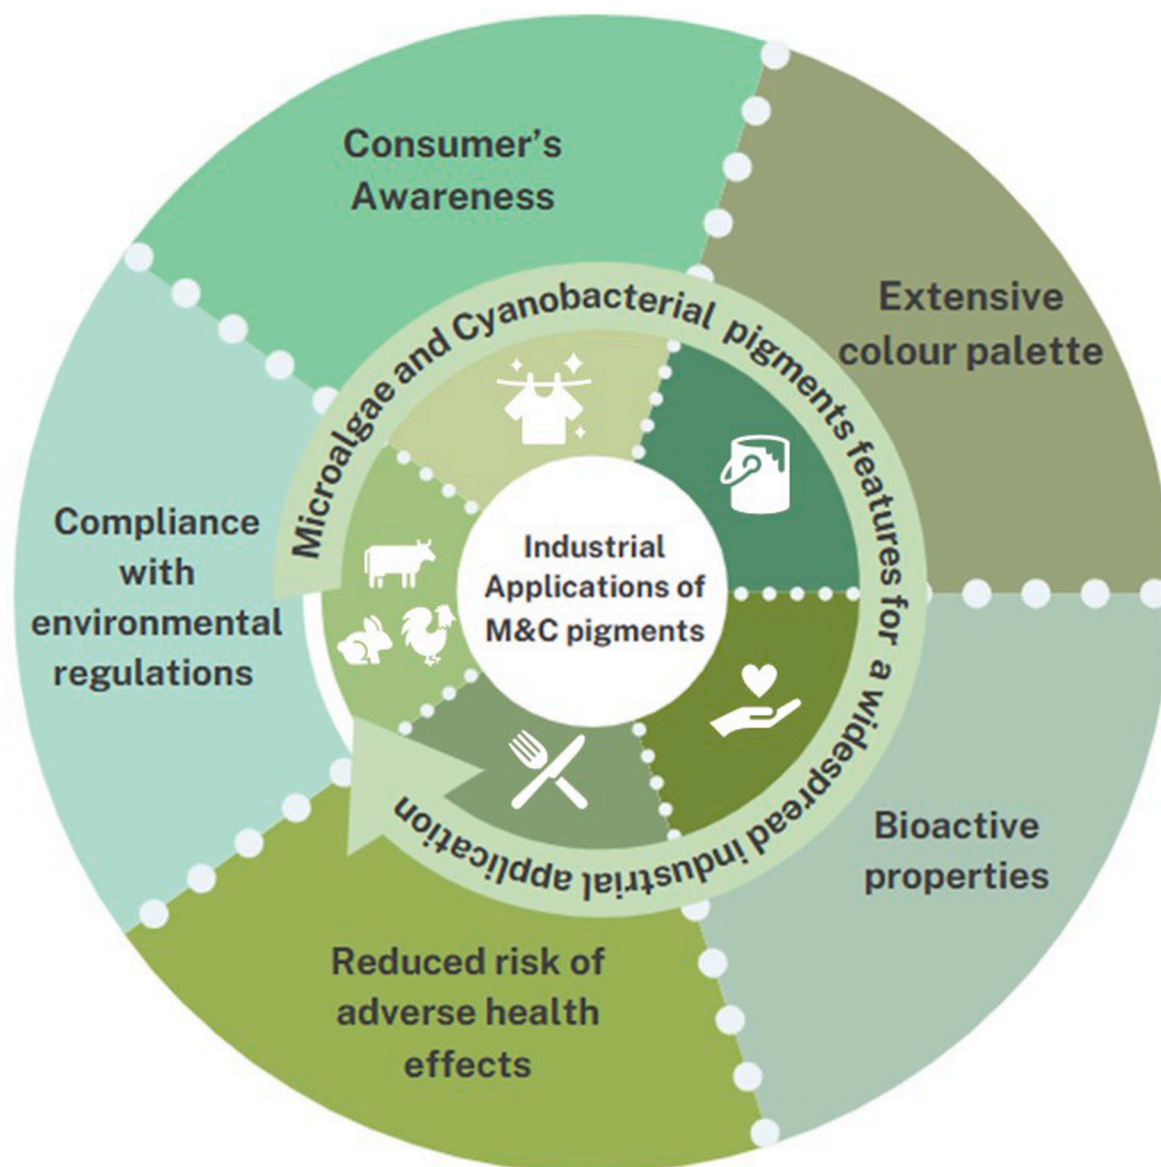 Consumer's
Awareness
Extensive
colour palette
Microalgae and Cyanobacterial pigments features for a widespread industrial application
Compliance
with
environmental
regulations
Industrial
Applications of
M&C pigments
Bioactive
properties
Reduced risk of
adverse health
effects